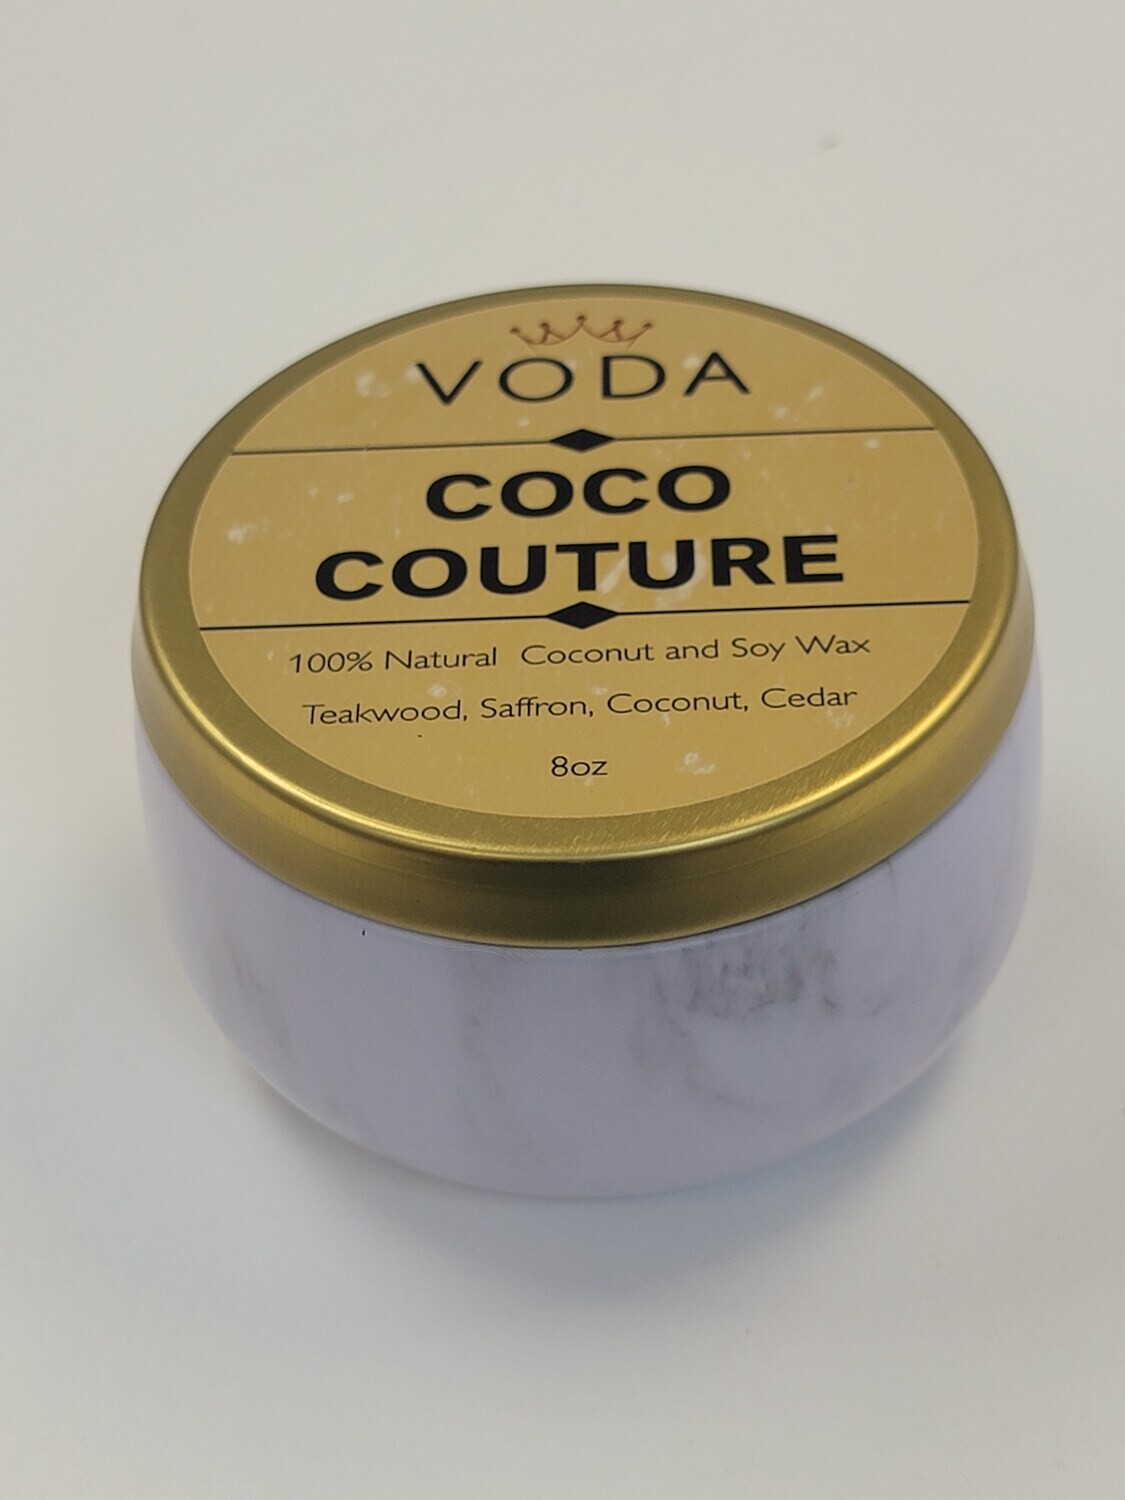 VODA
COCO
COUTURE
100% Natural Coconut and Soy Wax
Teakwood, Saffron, Coconut, Cedar
8oz